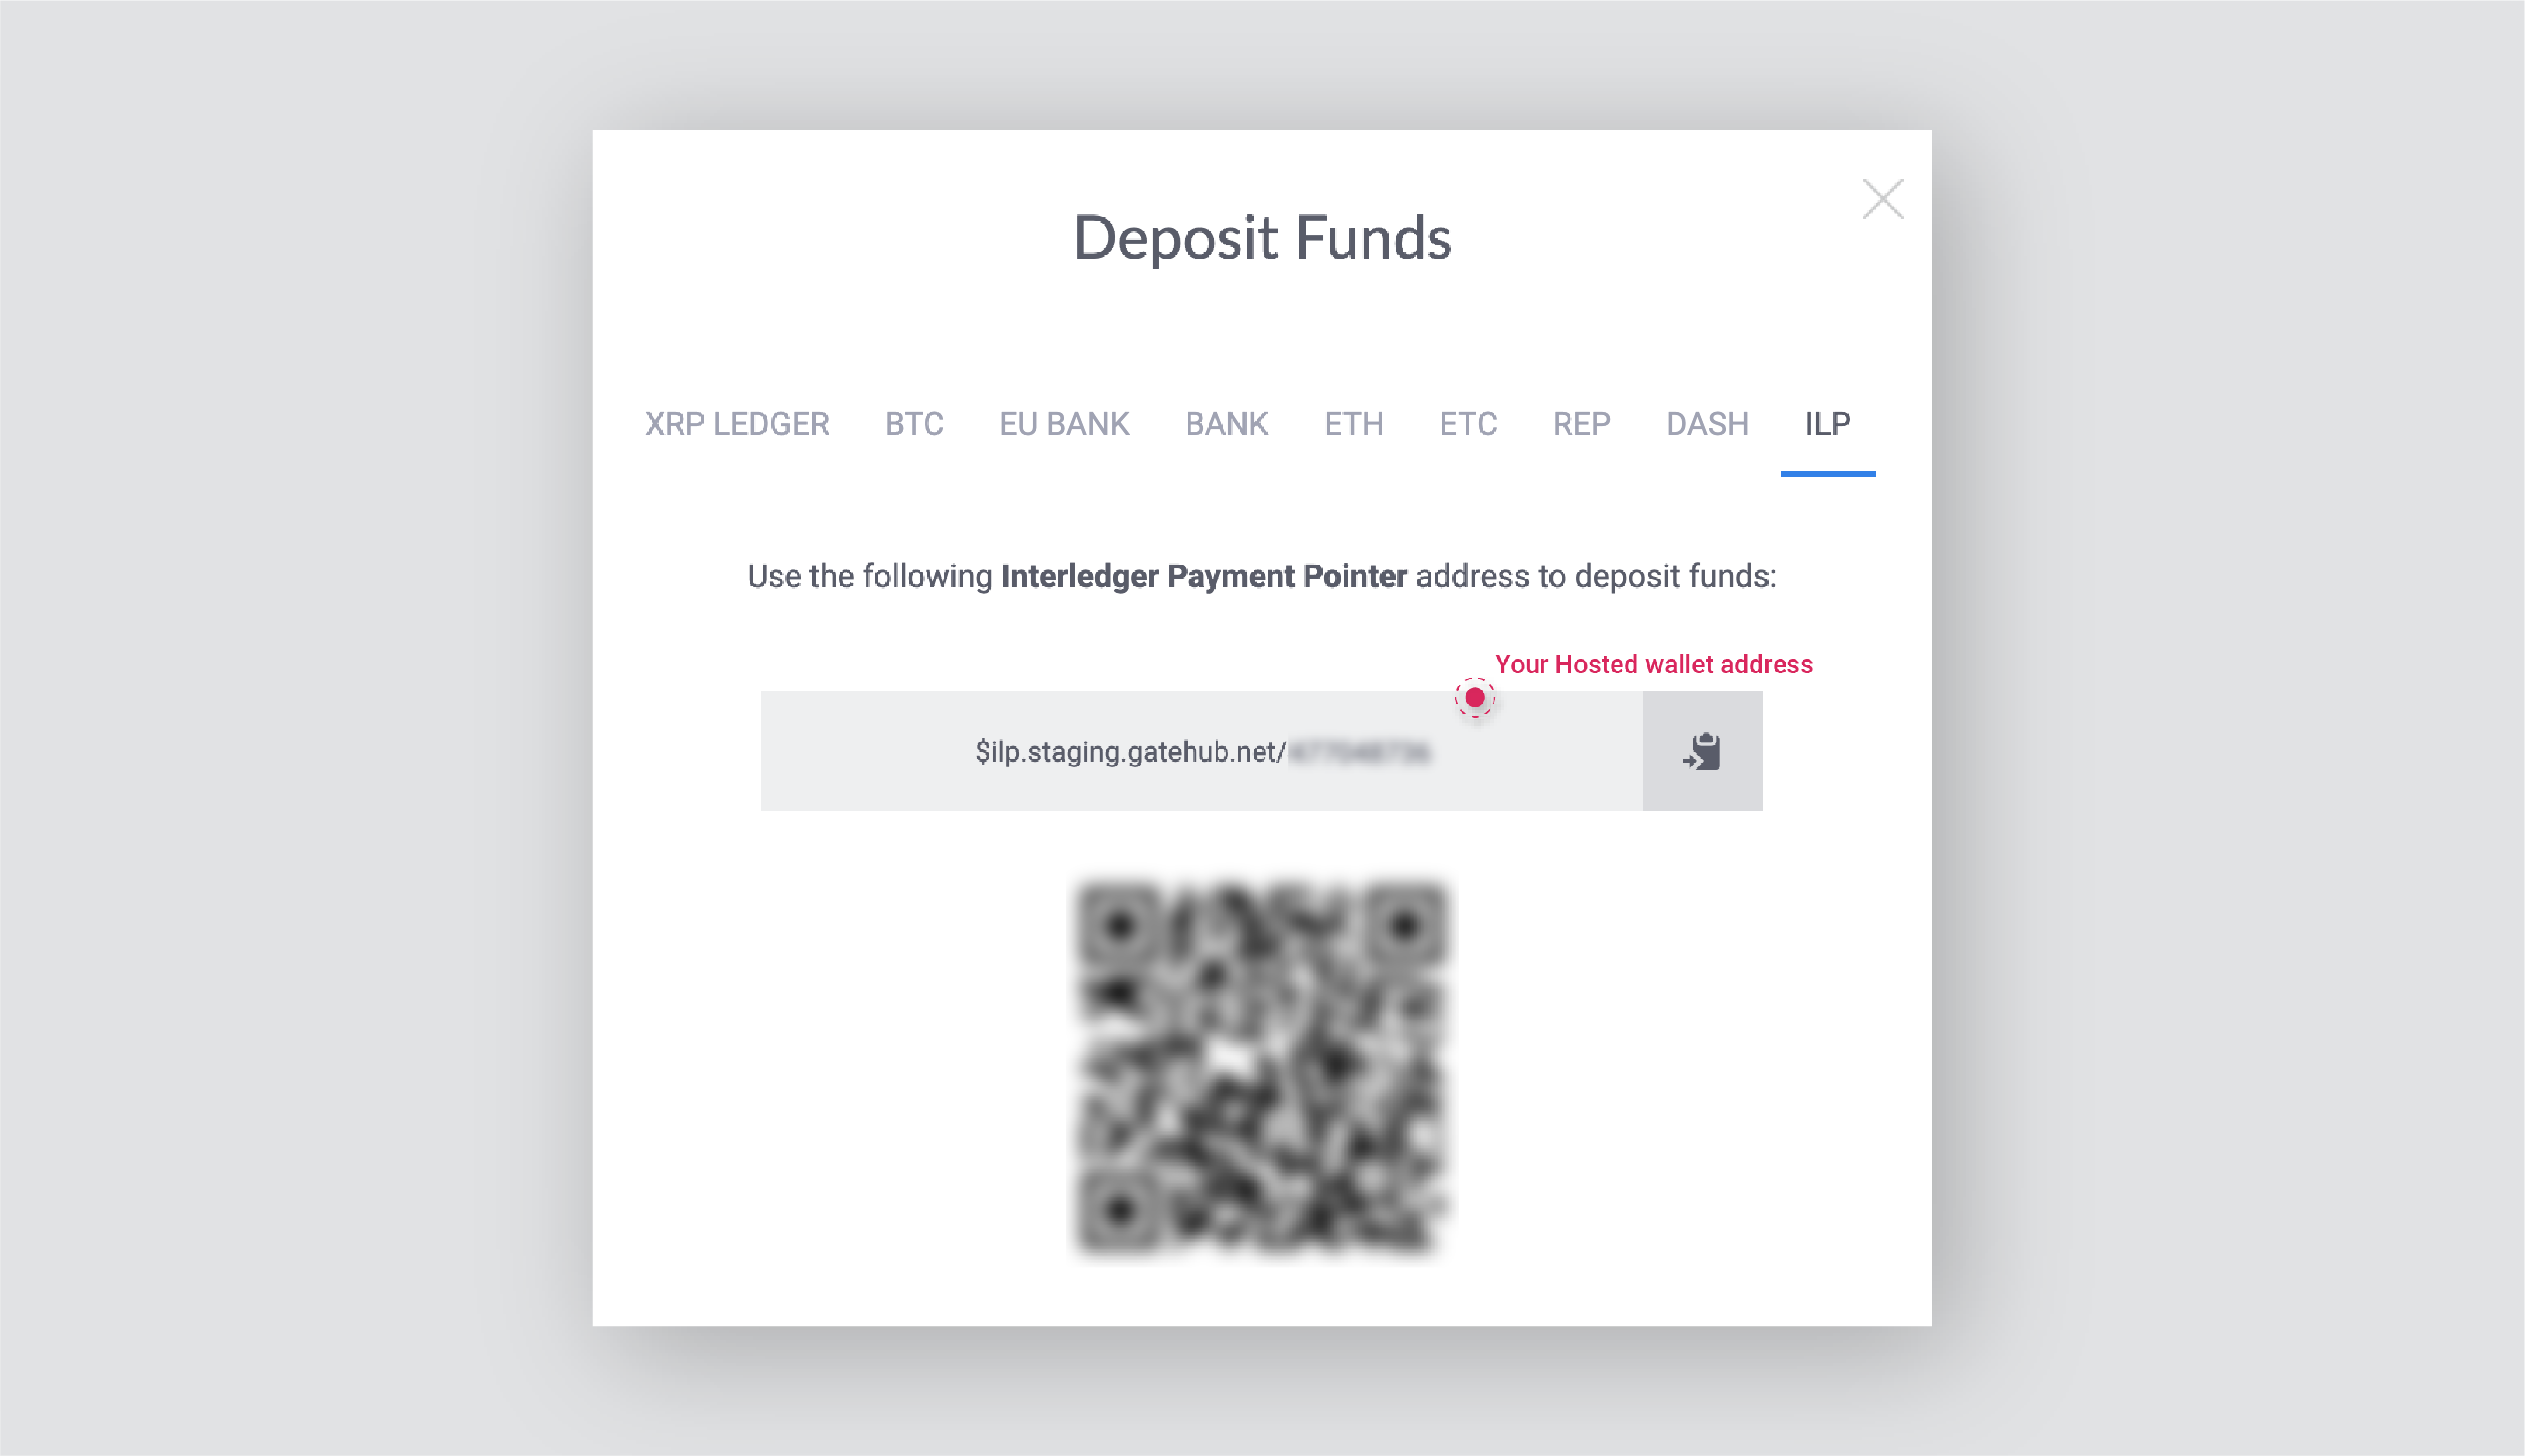 Deposit Funds
XRP LEDGER BTC EU BANK BANK ETH ETC REP DASH ILP
Use the following Interledger Payment Pointer address to deposit funds:
Your Hosted wallet address
$ilp.staging.gatehub.net/